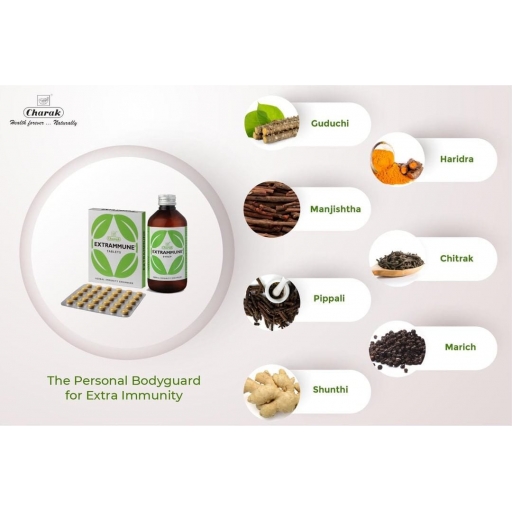 Charak
Health forever ... Naturally
EXTRAMMUNE
TABLETS
EXTRAMMUNE
The Personal Bodyguard
for Extra Immunity
Guduchi
Haridra
Manjishtha
Chitrak
Pippali
Marich
Shunthi